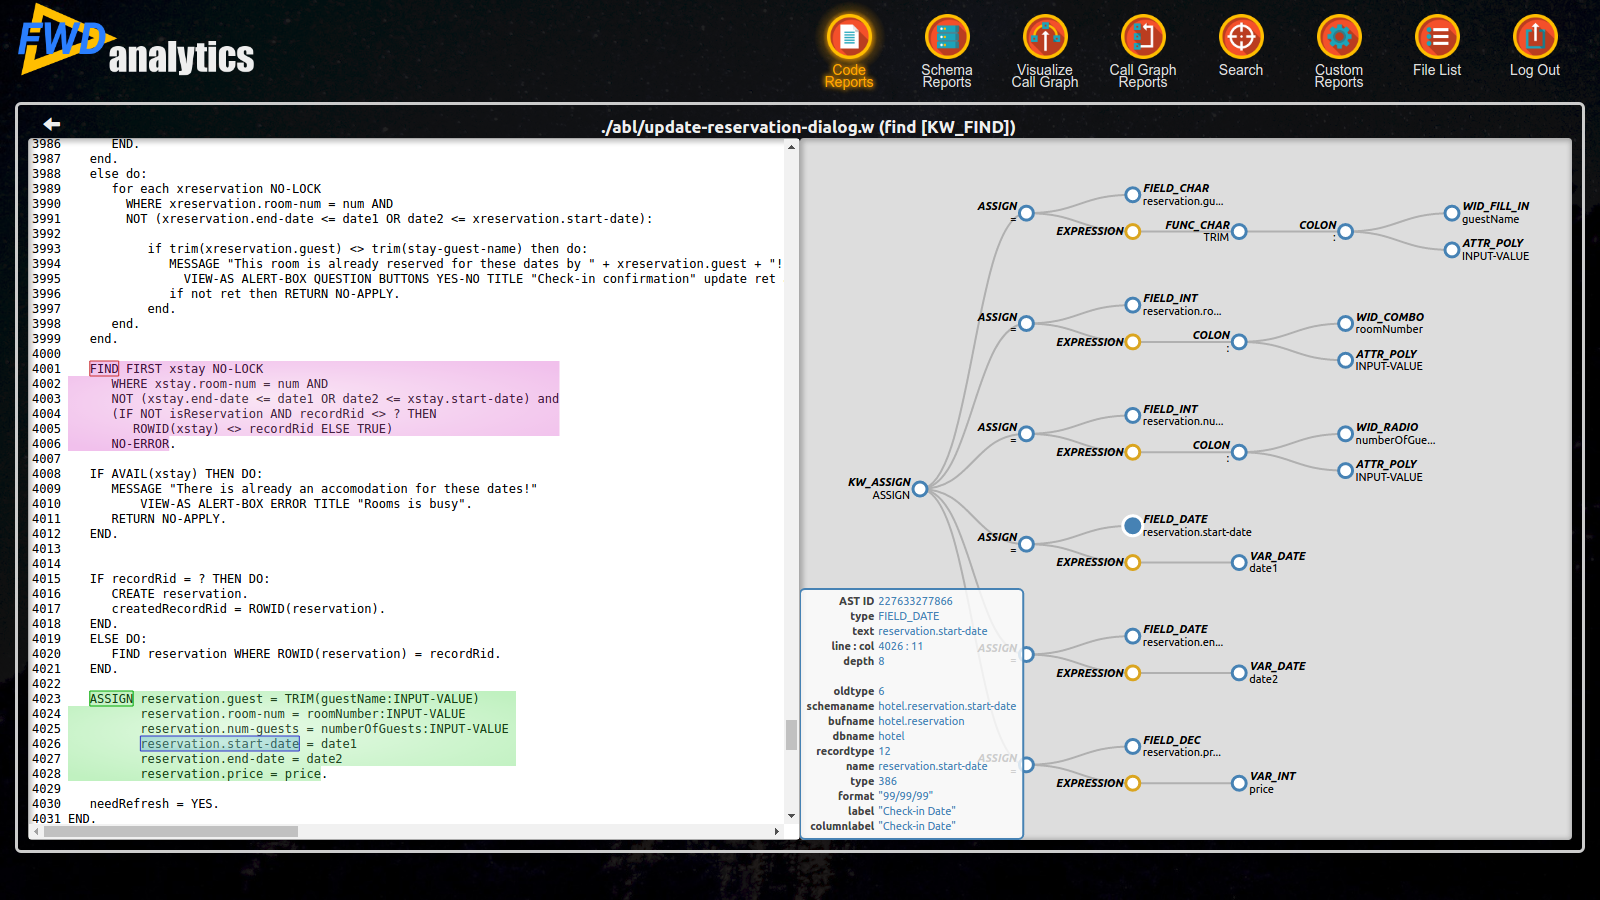 FWD analytics
Code Reports
Schema Reports
Visualize Call Graph
Call Graph Reports
Search
Custom Reports
File List
Log Out
./abl/update-reservation-dialog.w (find [KW_FIND])
3986 END.
3987 end.
3988 else do:
3989 for each xreservation NO-LOCK
3990 WHERE xreservation.room-num = num AND
3991 NOT (xreservation.end-date <= date1 OR date2 <= xreservation.start-date):
3992
3993 if trim(xreservation.guest) <> trim(stay-guest-name) then do:
3994 MESSAGE "This room is already reserved for these dates by " + xreservation.guest + "!
3995 VIEW-AS ALERT-BOX QUESTION BUTTONS YES-NO TITLE "Check-in confirmation" update ret
3996 if not ret then RETURN NO-APPLY.
3997 end.
3998 end.
3999 end.
4000
4001 FIND FIRST xstay NO-LOCK
4002 WHERE xstay.room-num = num AND
4003 NOT (xstay.end-date <= date1 OR date2 <= xstay.start-date) and
4004 (IF NOT isReservation AND recordRid <> ? THEN
4005 ROWID(xstay) <> recordRid ELSE TRUE)
4006 NO-ERROR.
4007
4008 IF AVAIL(xstay) THEN DO:
4009 MESSAGE "There is already an accomodation for these dates!"
4010 VIEW-AS ALERT-BOX ERROR TITLE "Rooms is busy".
4011 RETURN NO-APPLY.
4012 END.
4013
4014
4015 IF recordRid = ? THEN DO:
4016 CREATE reservation.
4017 createdRecordRid = ROWID(reservation).
4018 END.
4019 ELSE DO:
4020 FIND reservation WHERE ROWID(reservation) = recordRid.
4021 END.
4022
4023 ASSIGN reservation.guest = TRIM(guestName:INPUT-VALUE)
4024 reservation.room-num = roomNumber:INPUT-VALUE
4025 reservation.num-guests = numberOfGuests:INPUT-VALUE
4026 reservation.start-date = date1
4027 reservation.end-date = date2
4028 reservation.price = price.
4029
4030 needRefresh = YES.
4031 END.
KW_ASSIGN
ASSIGN
ASSIGN
=
FIELD_CHAR
reservation.gu...
EXPRESSION
FUNC_CHAR
TRIM
COLON
:
WID_FILL_IN
guestName
ATTR_POLY
INPUT-VALUE
ASSIGN
=
FIELD_INT
reservation.ro...
EXPRESSION
COLON
:
WID_COMBO
roomNumber
ATTR_POLY
INPUT-VALUE
ASSIGN
=
FIELD_INT
reservation.nu...
EXPRESSION
COLON
:
WID_RADIO
numberOfGue...
ATTR_POLY
INPUT-VALUE
ASSIGN
=
FIELD_DATE
reservation.start-date
EXPRESSION
VAR_DATE
date1
ASSIGN
=
FIELD_DATE
reservation.en...
EXPRESSION
VAR_DATE
date2
ASSIGN
=
FIELD_DEC
reservation.pr...
EXPRESSION
VAR_INT
price
AST ID 227633277866
type FIELD_DATE
text reservation.start-date
line : col 4026 : 11
depth 8
oldtype 6
schemaname hotel.reservation.start-date
bufname hotel.reservation
dbname hotel
recordtype 12
name reservation.start-date
type 386
format "99/99/99"
label "Check-in Date"
columnlabel "Check-in Date"